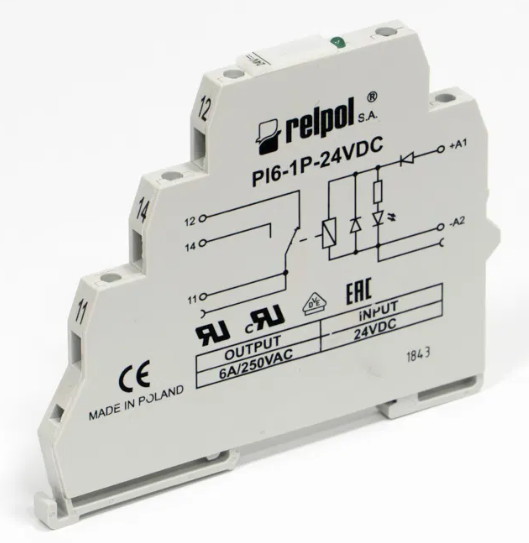 12
relpol ® S.A.
PI6-1P-24VDC
+A1
14
12
14
-A2
11
11
EAC
OUTPUT INPUT
6A/250VAC 24VDC
1843
CE
MADE IN POLAND